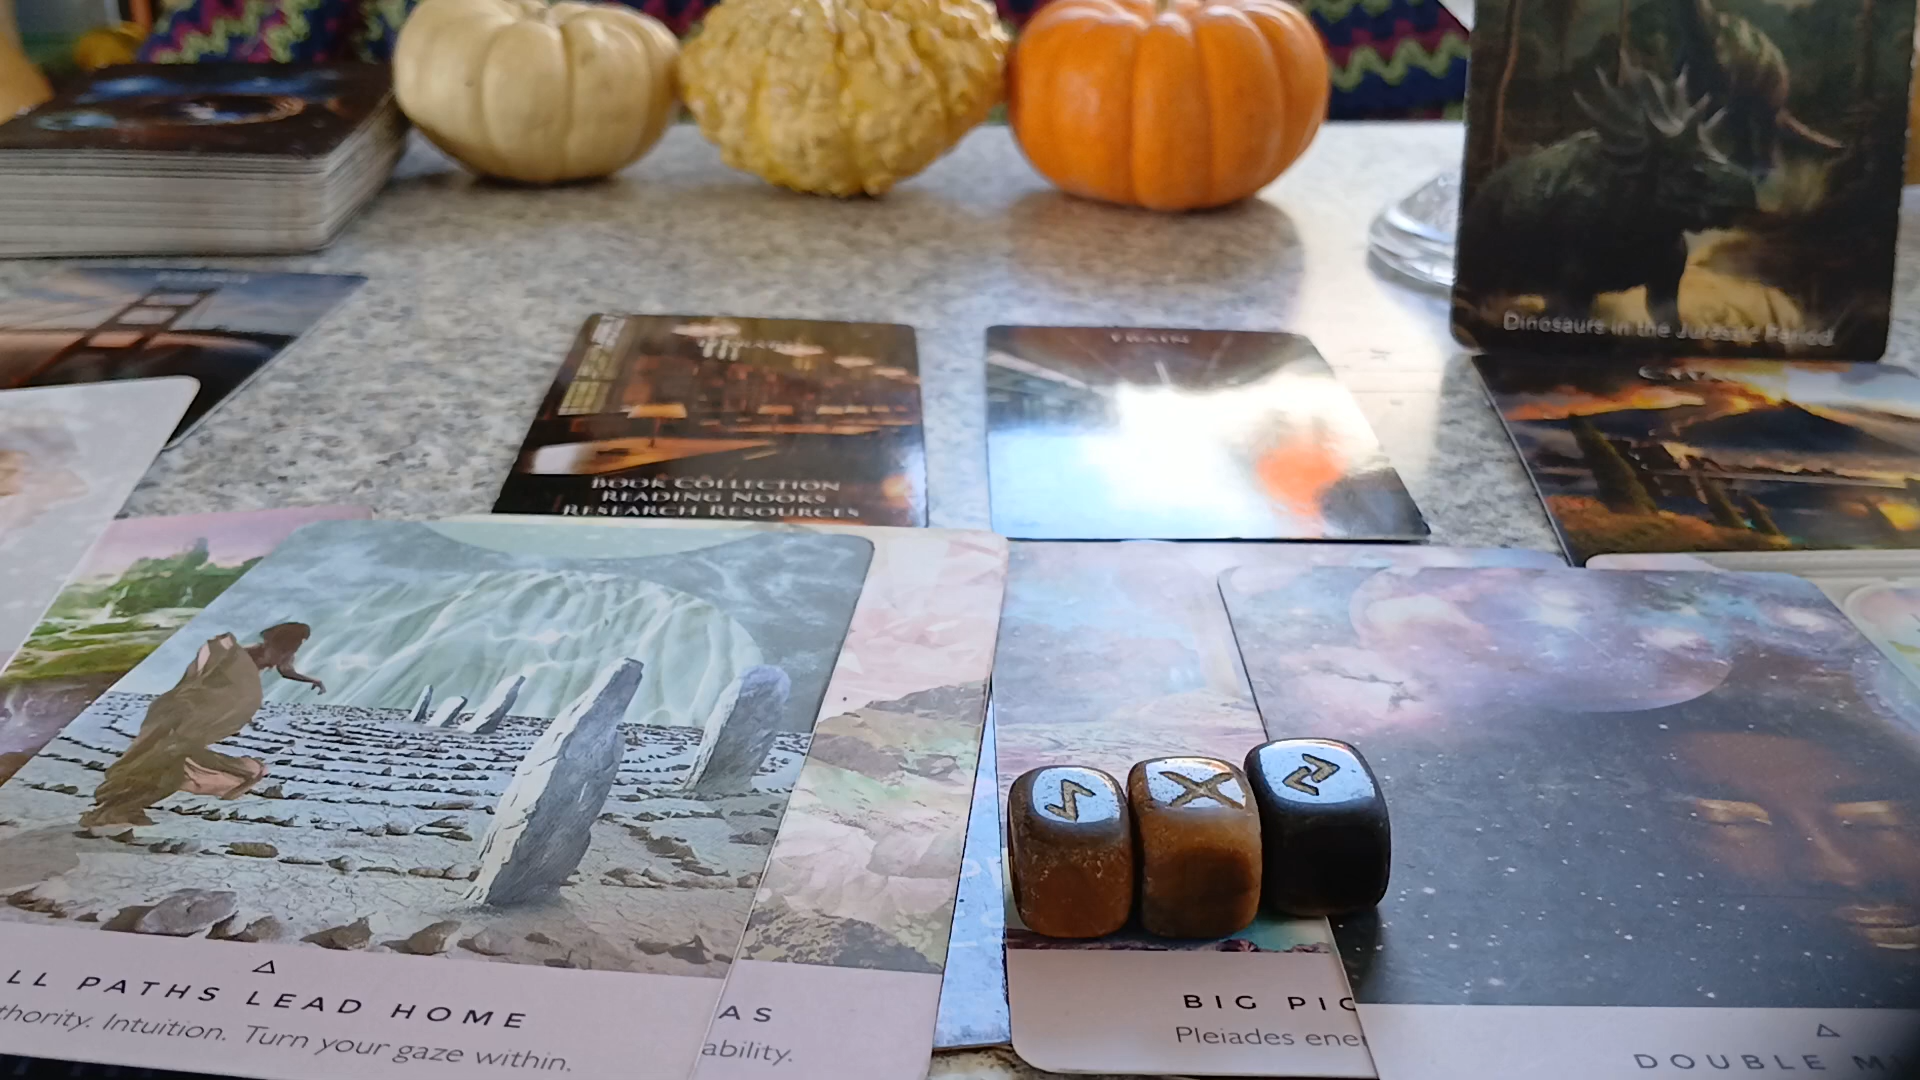 Dinosaurs in the Jurassic Period
TRAIN
BOOK COLLECTION
READING NOOKS
RESEARCH RESOURCES
LL PATHS LEAD HOME
thority. Intuition. Turn your gaze within.
AS
ability.
BIG PIC
Pleiades ene
DOUBLE M